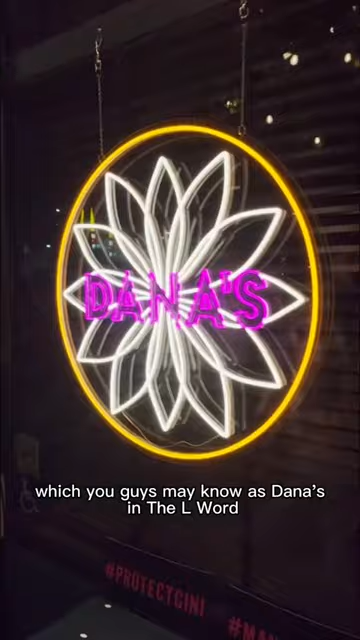 DANA'S
which you guys may know as Dana's
in The L Word
#PROTECTCINI